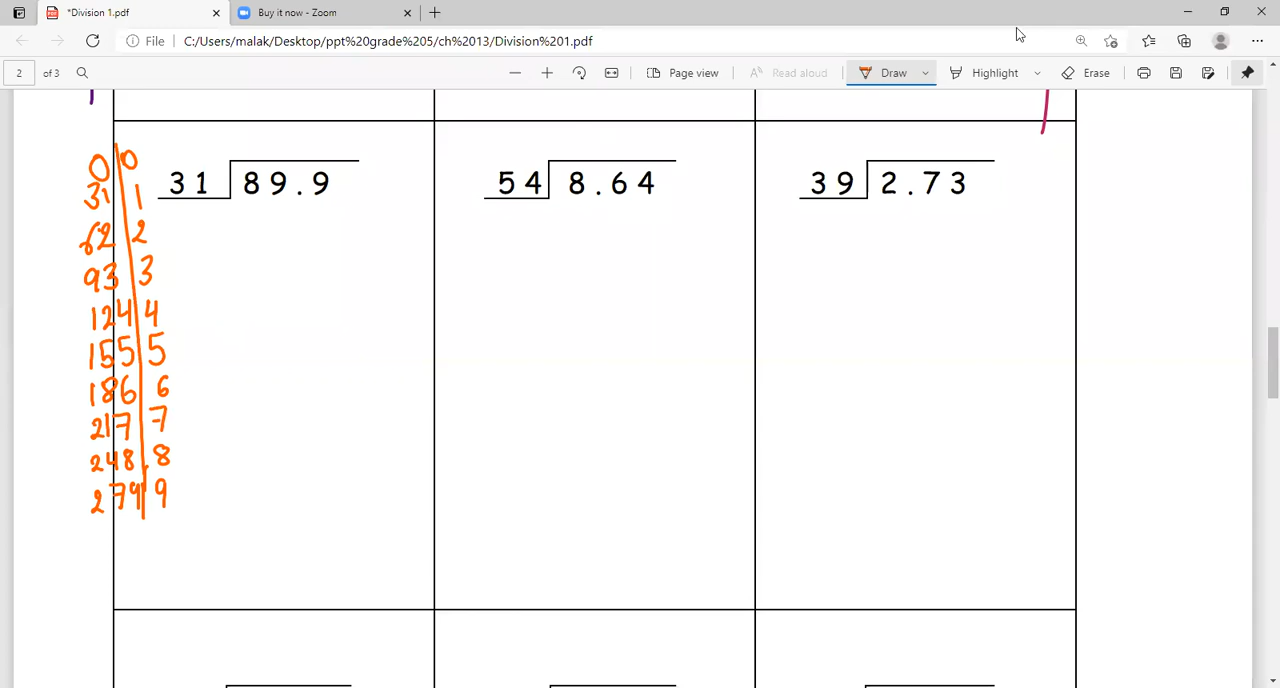 *Division 1.pdf
Buy it now - Zoom
File C:/Users/malak/Desktop/ppt%20grade%205/ch%2013/Division%201.pdf
2 of 3
Page view
Read aloud
Draw
Highlight
Erase
31 89.9
54 8.64
39 2.73
0 0
31 1
62 2
93 3
124 4
155 5
186 6
217 7
248 8
279 9